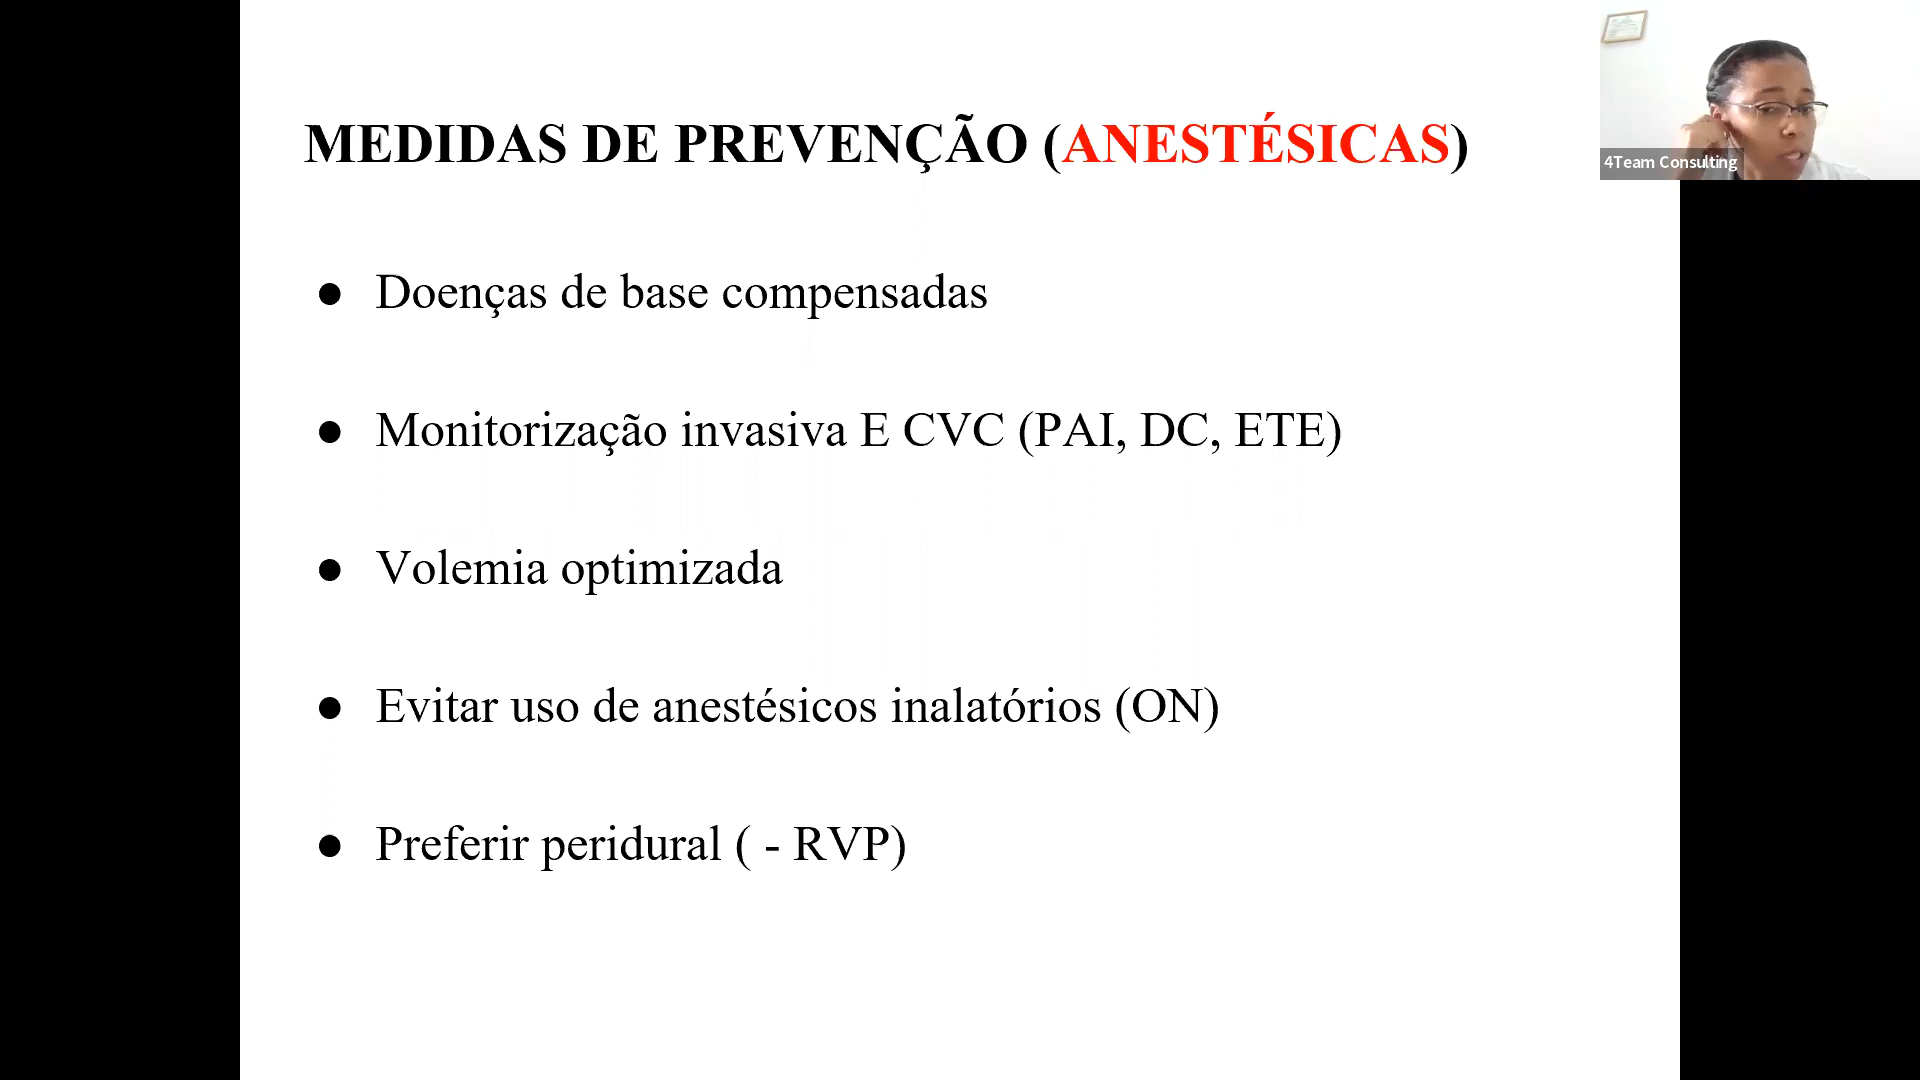 MEDIDAS DE PREVENÇÃO (ANESTÉSICAS)
4Team Consulting
● Doenças de base compensadas
● Monitorização invasiva E CVC (PAI, DC, ETE)
● Volemia optimizada
● Evitar uso de anestésicos inalatórios (ON)
● Preferir peridural ( - RVP)